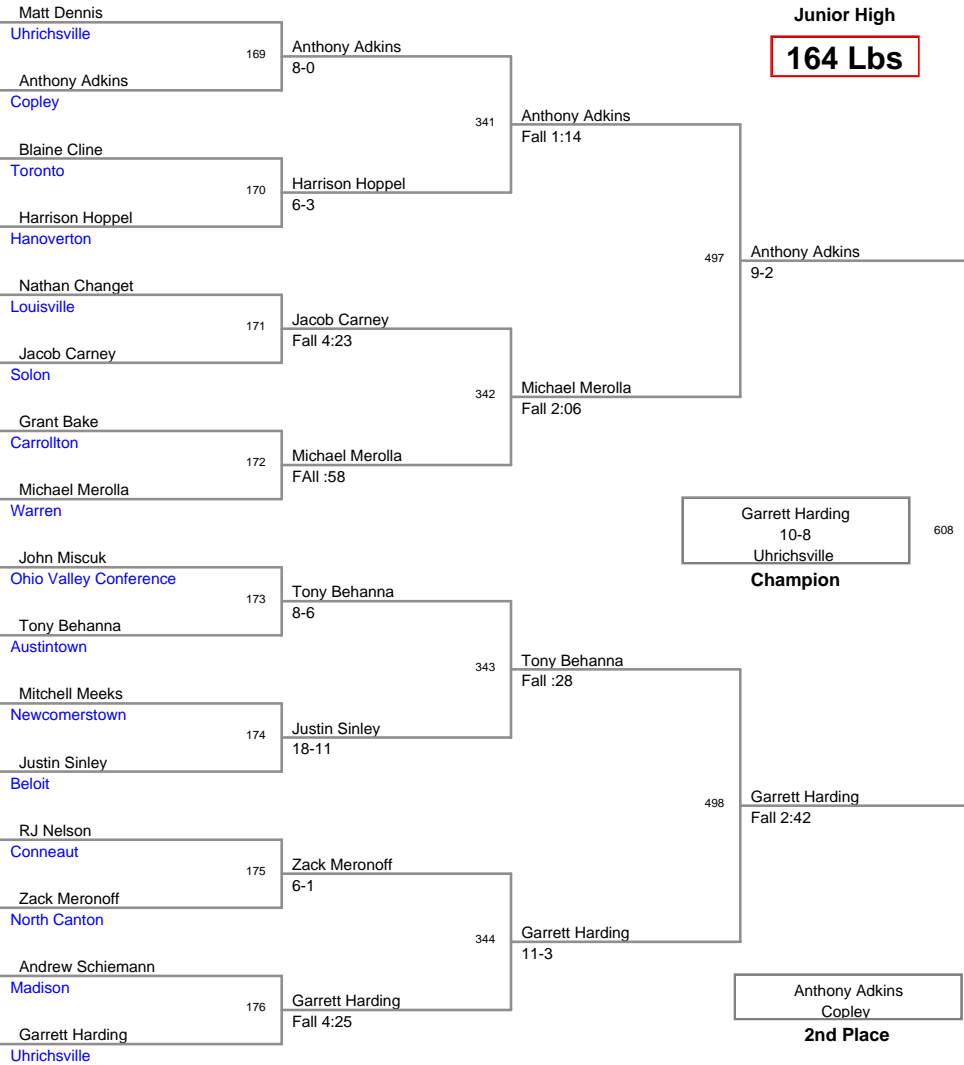 Junior High
164 Lbs
Matt Dennis
Uhrichsville
169
Anthony Adkins
8-0
Anthony Adkins
Copley
341
Anthony Adkins
Fall 1:14
Blaine Cline
Toronto
170
Harrison Hoppel
6-3
Harrison Hoppel
Hanoverton
497
Anthony Adkins
9-2
Nathan Changet
Louisville
171
Jacob Carney
Fall 4:23
Jacob Carney
Solon
342
Michael Merolla
Fall 2:06
Grant Bake
Carrollton
172
Michael Merolla
FAll :58
Michael Merolla
Warren
Garrett Harding
10-8
Uhrichsville
608
Champion
John Miscuk
Ohio Valley Conference
173
Tony Behanna
8-6
Tony Behanna
Austintown
343
Tony Behanna
Fall :28
Mitchell Meeks
Newcomerstown
174
Justin Sinley
18-11
Justin Sinley
Beloit
498
Garrett Harding
Fall 2:42
RJ Nelson
Conneaut
175
Zack Meronoff
6-1
Zack Meronoff
North Canton
344
Garrett Harding
11-3
Andrew Schiemann
Madison
176
Garrett Harding
Fall 4:25
Garrett Harding
Uhrichsville
Anthony Adkins
Copley
2nd Place